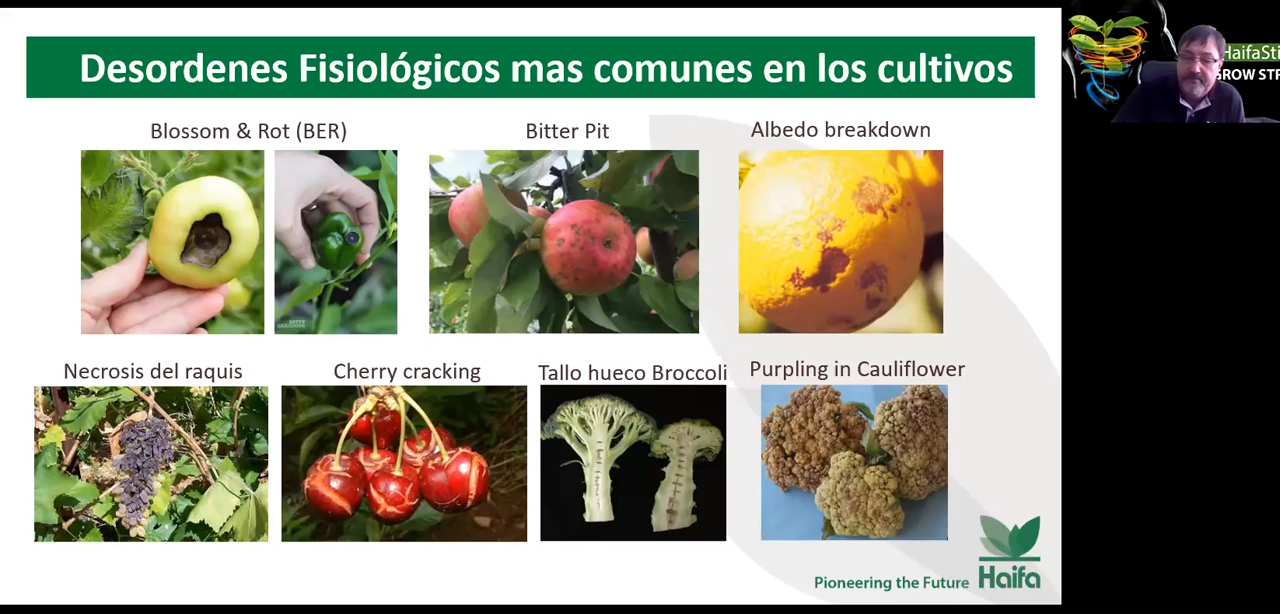 Desordenes Fisiológicos mas comunes en los cultivos
Blossom & Rot (BER)
Bitter Pit
Albedo breakdown
Necrosis del raquis
Cherry cracking
Tallo hueco Broccoli
Purpling in Cauliflower
Pioneering the Future
Haifa
HaifaSti
GROW STR